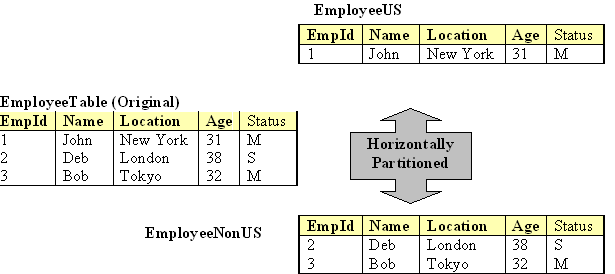 EmployeeUS
EmpId Name Location Age Status
1 John New York 31 M
EmployeeTable (Original)
EmpId Name Location Age Status
1 John New York 31 M
2 Deb London 38 S
3 Bob Tokyo 32 M
Horizontally
Partitioned
EmployeeNonUS
EmpId Name Location Age Status
2 Deb London 38 S
3 Bob Tokyo 32 M